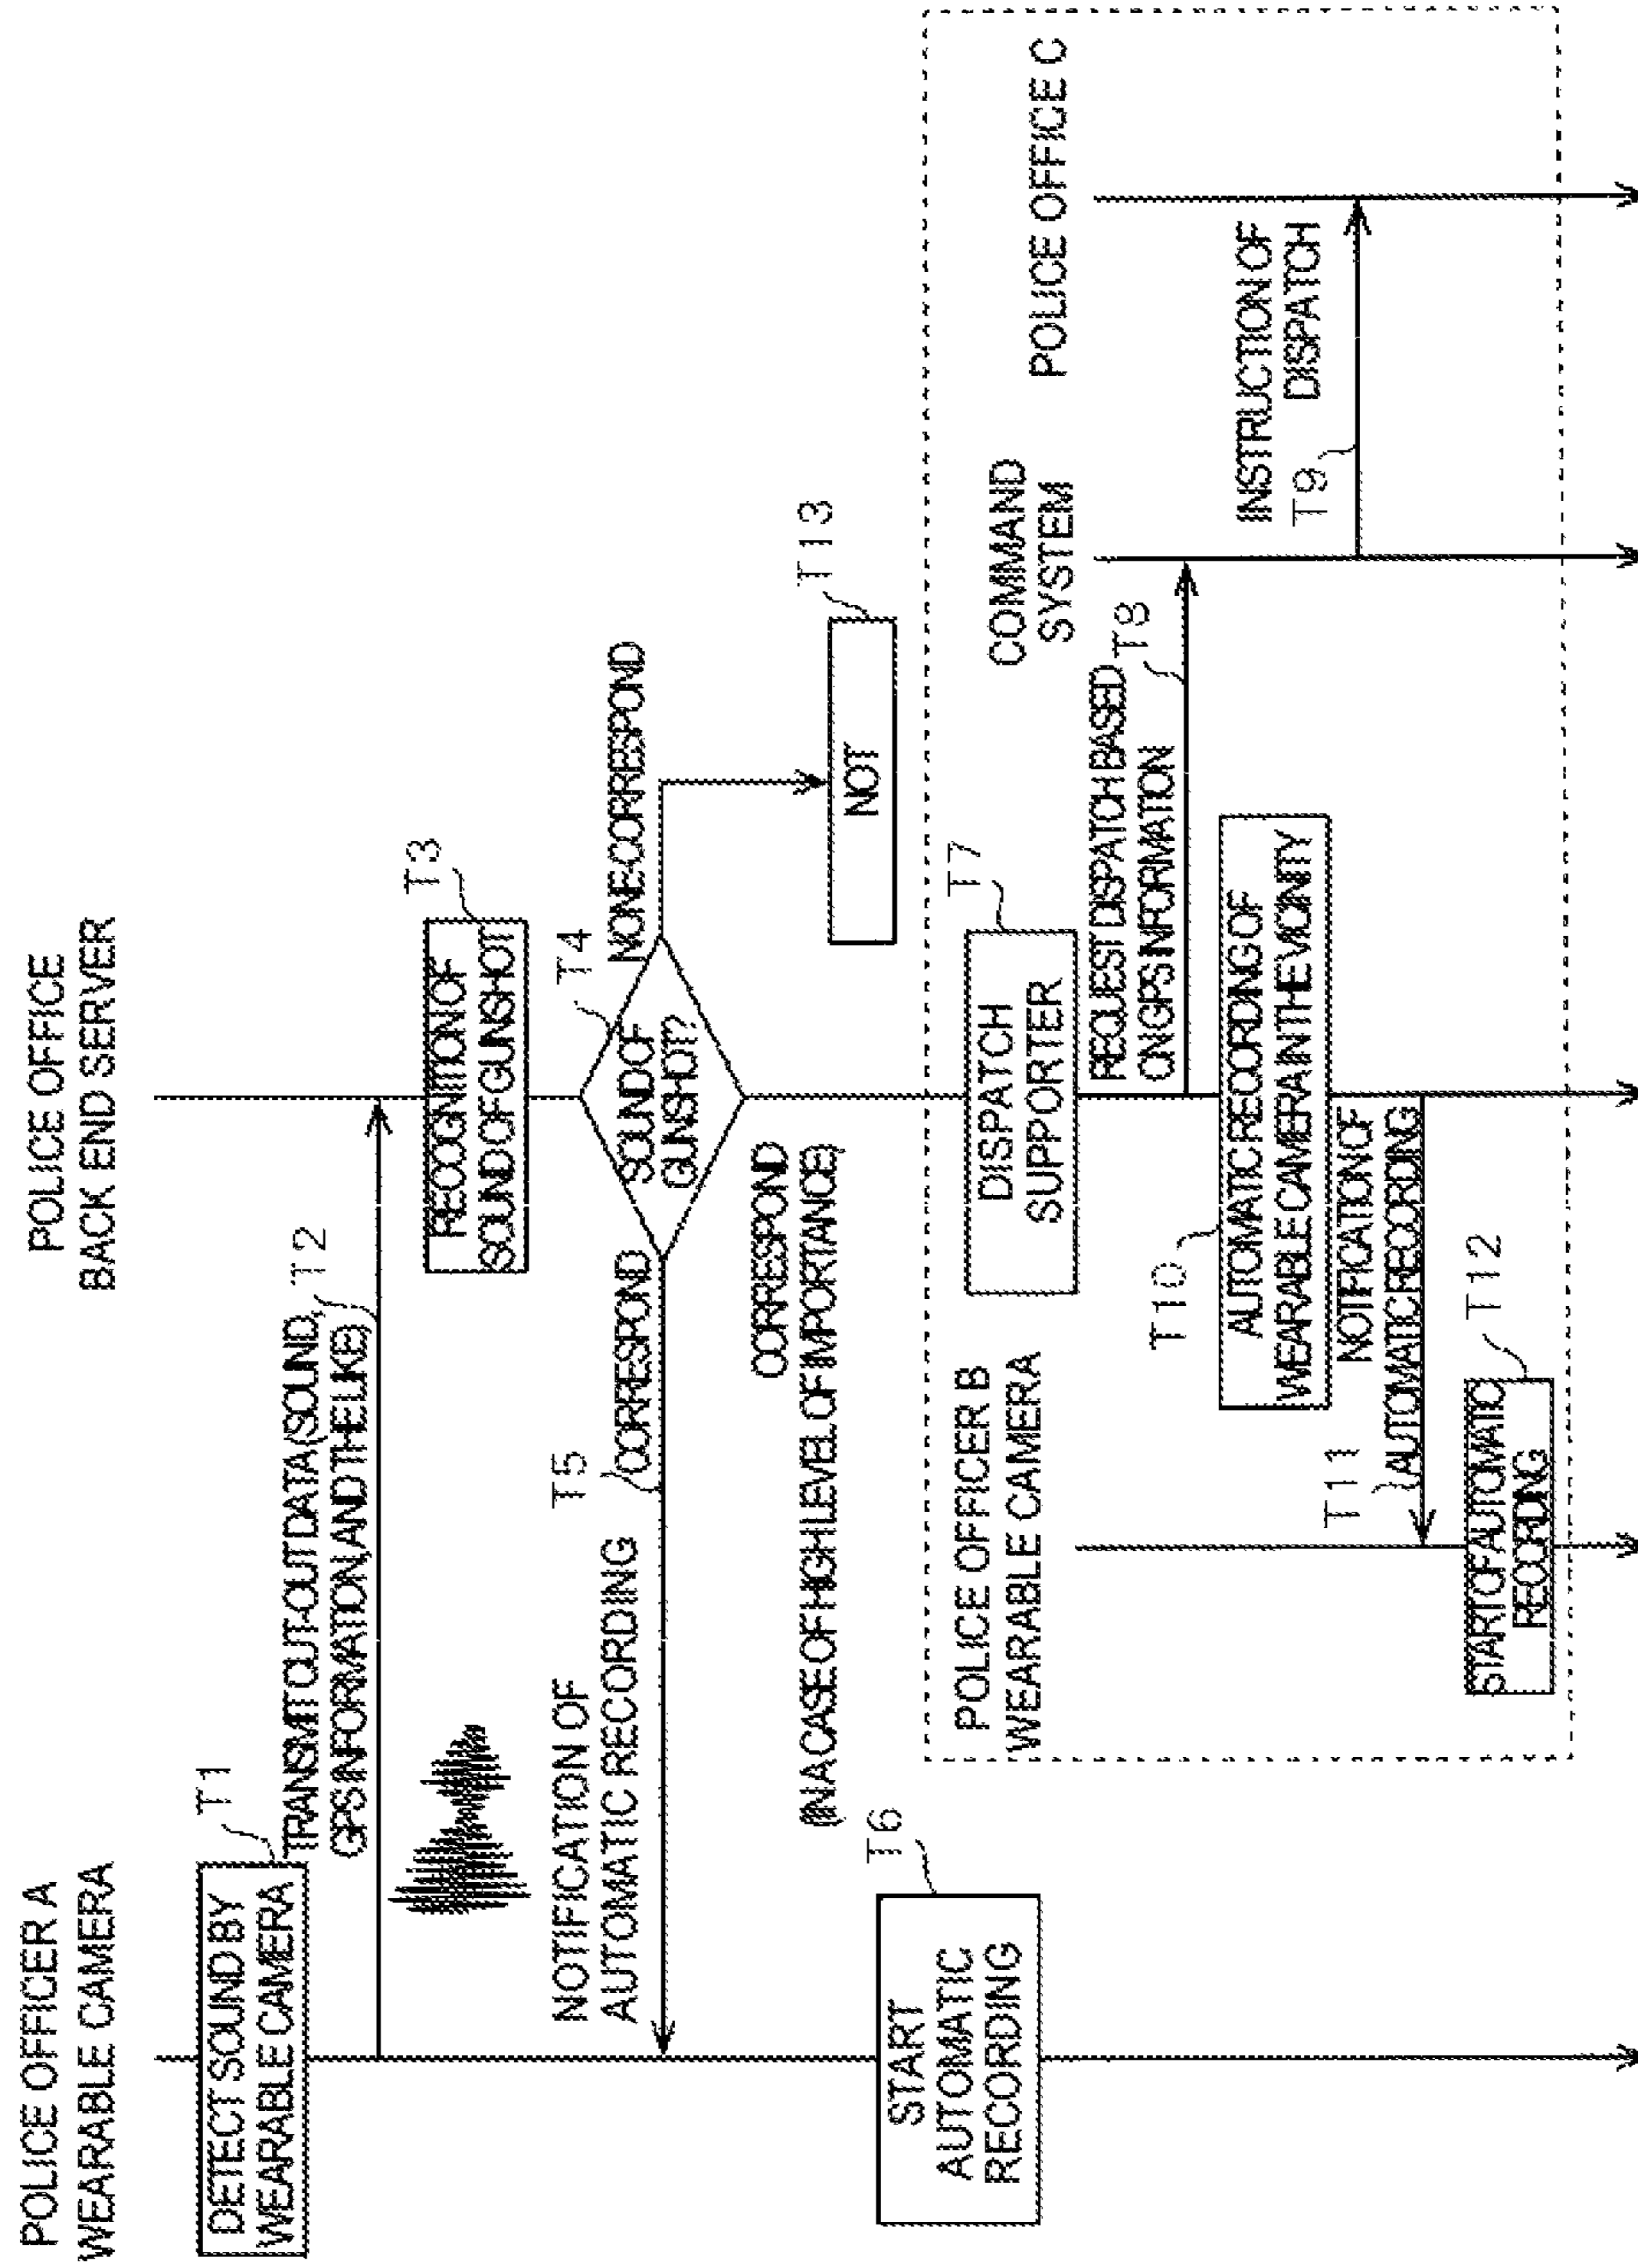 POLICE OFFICER A
WEARABLE CAMERA
POLICE OFFICE
BACK END SERVER
DETECT SOUND BY
WEARABLE CAMERA
T1
TRANSMIT CUT-OUT DATA (SOUND,
GPS INFORMATION, AND THE LIKE)
T2
RECOGNITION OF
SOUND OF GUNSHOT
T3
SOUND OF
GUNSHOT?
T4
NONE CORRESPOND
NOT
T13
NOTIFICATION OF
AUTOMATIC RECORDING
T5
CORRESPOND
CORRESPOND
(IN A CASE OF HIGH LEVEL OF IMPORTANCE)
START
AUTOMATIC
RECORDING
T6
POLICE OFFICER B
WEARABLE CAMERA
DISPATCH
SUPPORTER
T7
COMMAND
SYSTEM
POLICE OFFICE C
REQUEST DISPATCH BASED
ON GPS INFORMATION
T8
INSTRUCTION OF
DISPATCH
T9
T10
AUTOMATIC RECORDING OF
WEARABLE CAMERA IN THE VICINITY
T11
NOTIFICATION OF
AUTOMATIC RECORDING
START OF AUTOMATIC
RECORDING
T12